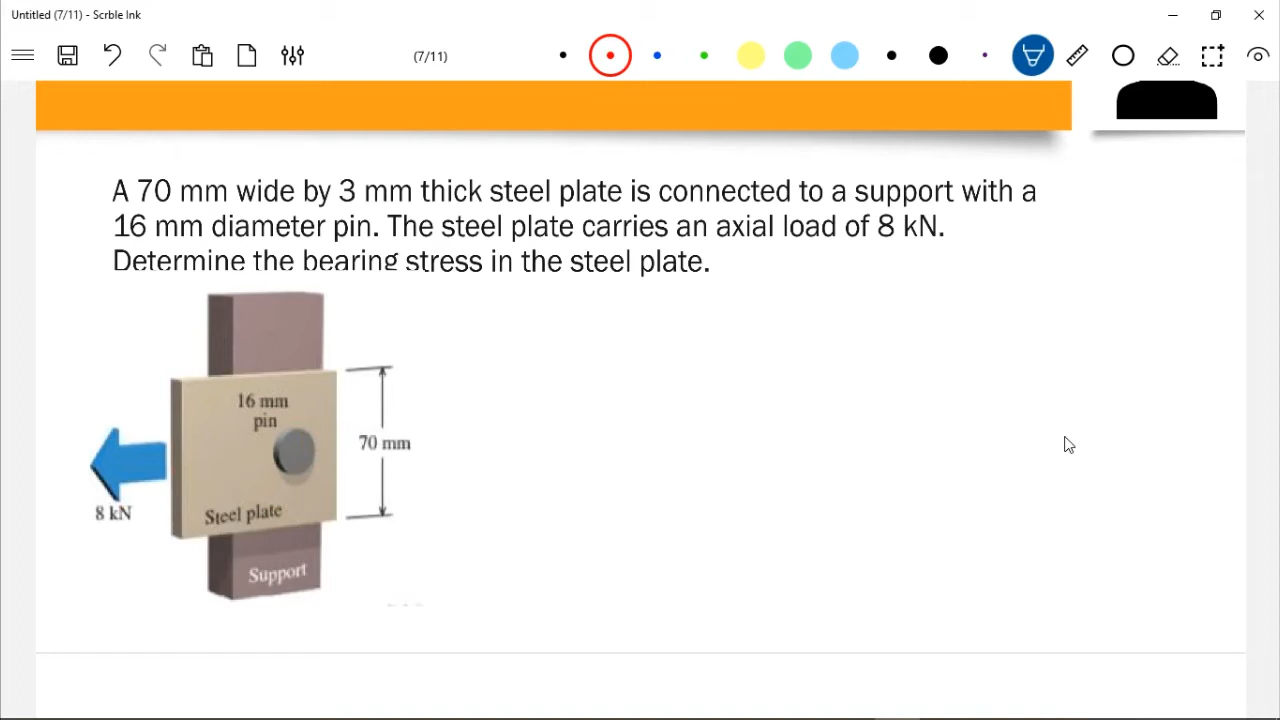 Untitled (7/11) - Scrble Ink
(7/11)
A 70 mm wide by 3 mm thick steel plate is connected to a support with a
16 mm diameter pin. The steel plate carries an axial load of 8 kN.
Determine the bearing stress in the steel plate.
16 mm
pin
70 mm
8 kN
Steel plate
Support